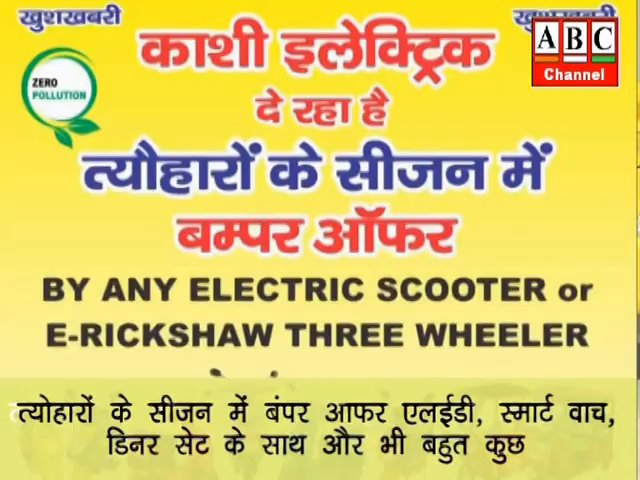 खुशखबरी
खुशखबरी
A B C
Channel
काशी इलेक्ट्रिक
ZERO
POLLUTION
दे रहा है
त्यौहारों के सीजन में
बम्पर ऑफर
BY ANY ELECTRIC SCOOTER or
E-RICKSHAW THREE WHEELER
त्योहारों के सीजन में बंपर आफर एलईडी, स्मार्ट वाच,
डिनर सेट के साथ और भी बहुत कुछ